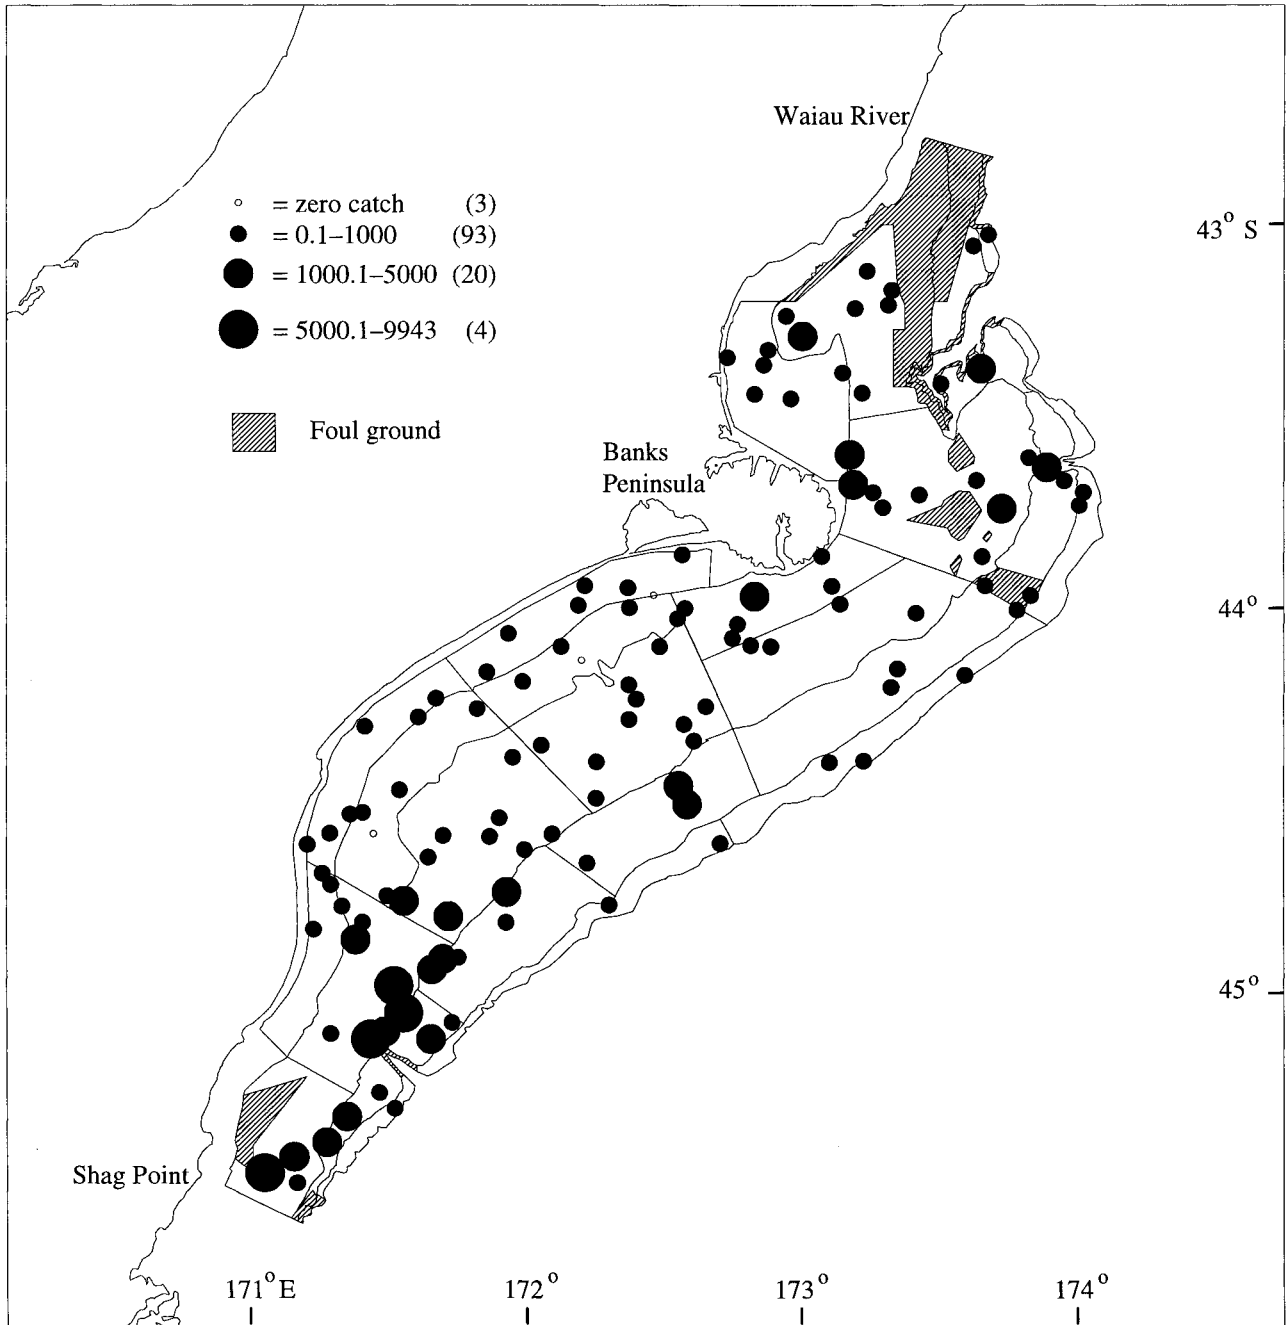 Waiau River
= zero catch (3)
= 0.1–1000 (93)
= 1000.1–5000 (20)
= 5000.1–9943 (4)
43° S
Foul ground
Banks
Peninsula
44°
45°
Shag Point
171° E 172° 173° 174°